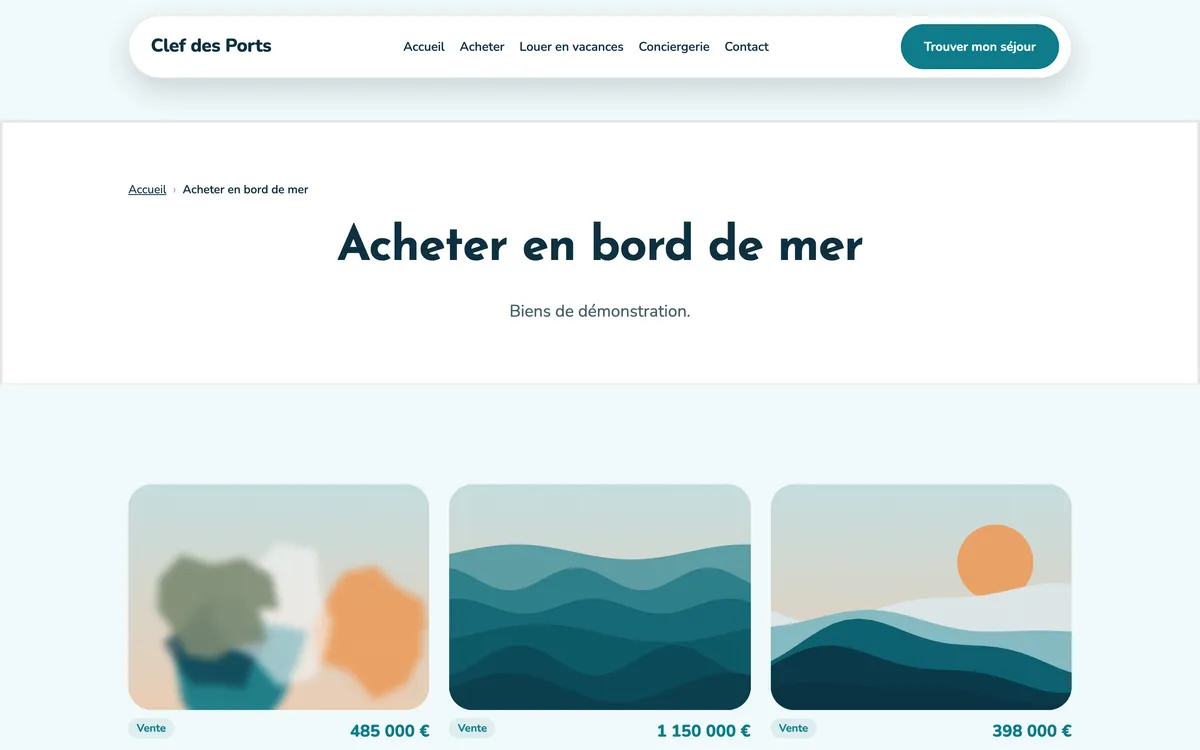 Clef des Ports
Accueil Acheter Louer en vacances Conciergerie Contact
Trouver mon séjour
Accueil › Acheter en bord de mer
Acheter en bord de mer
Biens de démonstration.
Vente 485 000 €
Vente 1 150 000 €
Vente 398 000 €